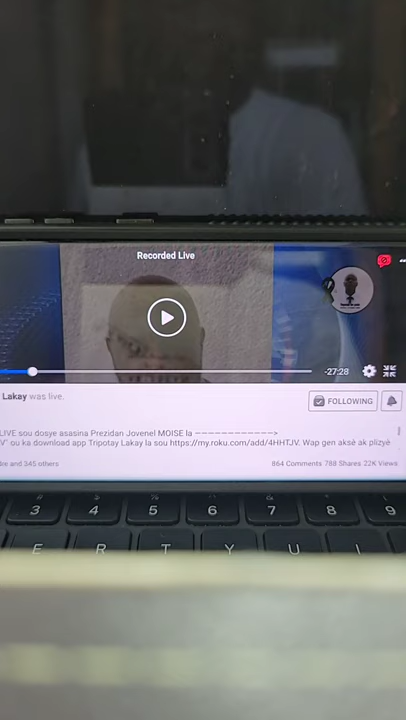 Recorded Live
-27:28
Lakay was live.
FOLLOWING
LIVE sou dosye asasina Prezidan Jovenel MOISE la ———————————>
V" ou ka download app Tripotay Lakay la sou https://my.roku.com/add/4HHTJV. Wap gen aksè ak plizyè
re and 345 others
864 Comments 788 Shares 22K Views
3 4 5 6 7 8 9
E R T Y U I